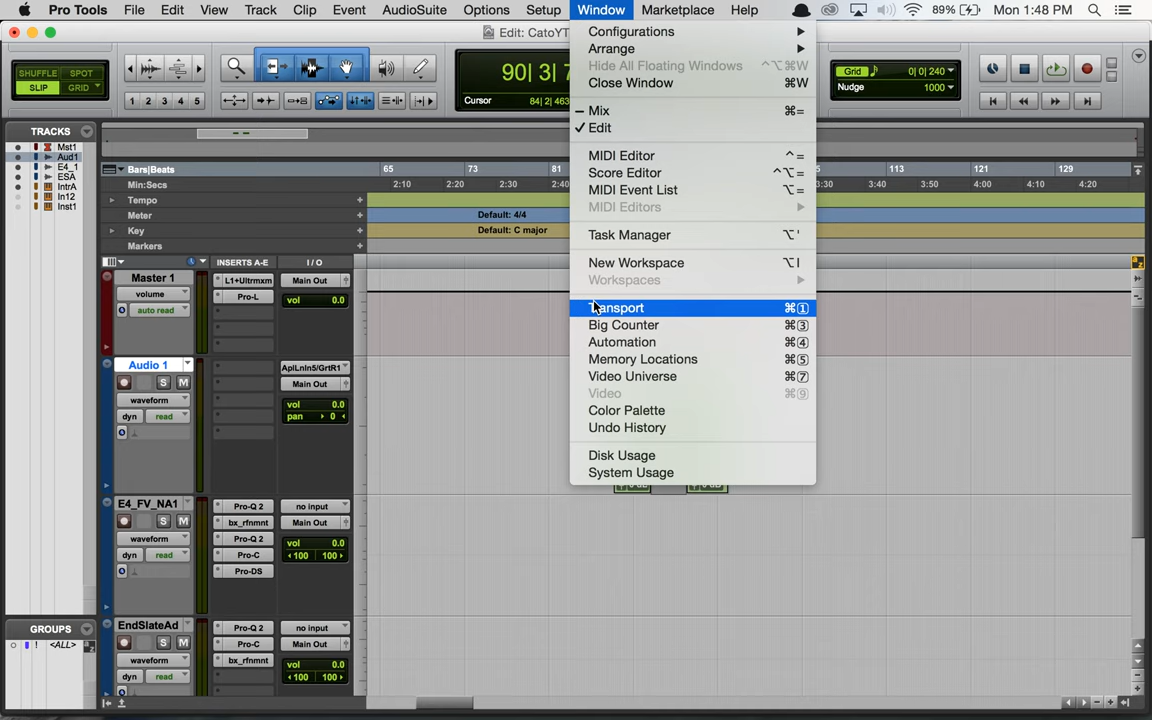 Pro Tools File Edit View Track Clip Event AudioSuite Options Setup Window Marketplace Help 89% Mon 1:48 PM
Edit: CatoYT
SHUFFLE SPOT
SLIP GRID
1 2 3 4 5
90| 3| 7
Cursor 84| 2| 463
Grid 0| 0| 240
Nudge 1000
Configurations
Arrange
Hide All Floating Windows ⌃⌥⌘W
Close Window ⌘W
Mix ⌘=
✓ Edit
MIDI Editor ⌃=
Score Editor ⌃⌥=
MIDI Event List ⌥=
MIDI Editors
Task Manager ⌥'
New Workspace ⌥I
Workspaces
Transport ⌘1
Big Counter ⌘3
Automation ⌘4
Memory Locations ⌘5
Video Universe ⌘7
Video ⌘9
Color Palette
Undo History
Disk Usage
System Usage
TRACKS
Mst1
Aud1
E4_1
ESA
IntrA
In12
Inst1
Bars|Beats 65 73 81 113 121 129
Min:Secs 2:10 2:20 2:30 2:40 3:30 3:40 3:50 4:00 4:10 4:20
Tempo
Meter Default: 4/4
Key Default: C major
Markers
INSERTS A-E I / O
Master 1
volume
auto read
L1+Ultrmxm
Pro-L
Main Out
vol 0.0
Audio 1
S M
waveform
dyn read
AplLnIn5/GrtR1
Main Out
vol 0.0
pan 0
E4_FV_NA1
S M
waveform
dyn read
Pro-Q 2
bx_rfnmnt
Pro-Q 2
Pro-C
Pro-DS
no input
Main Out
vol 0.0
100 100
EndSlateAd
S M
waveform
dyn read
Pro-Q 2
Pro-C
bx_rfnmnt
no input
Main Out
vol 0.0
100 100
GROUPS
! <ALL>